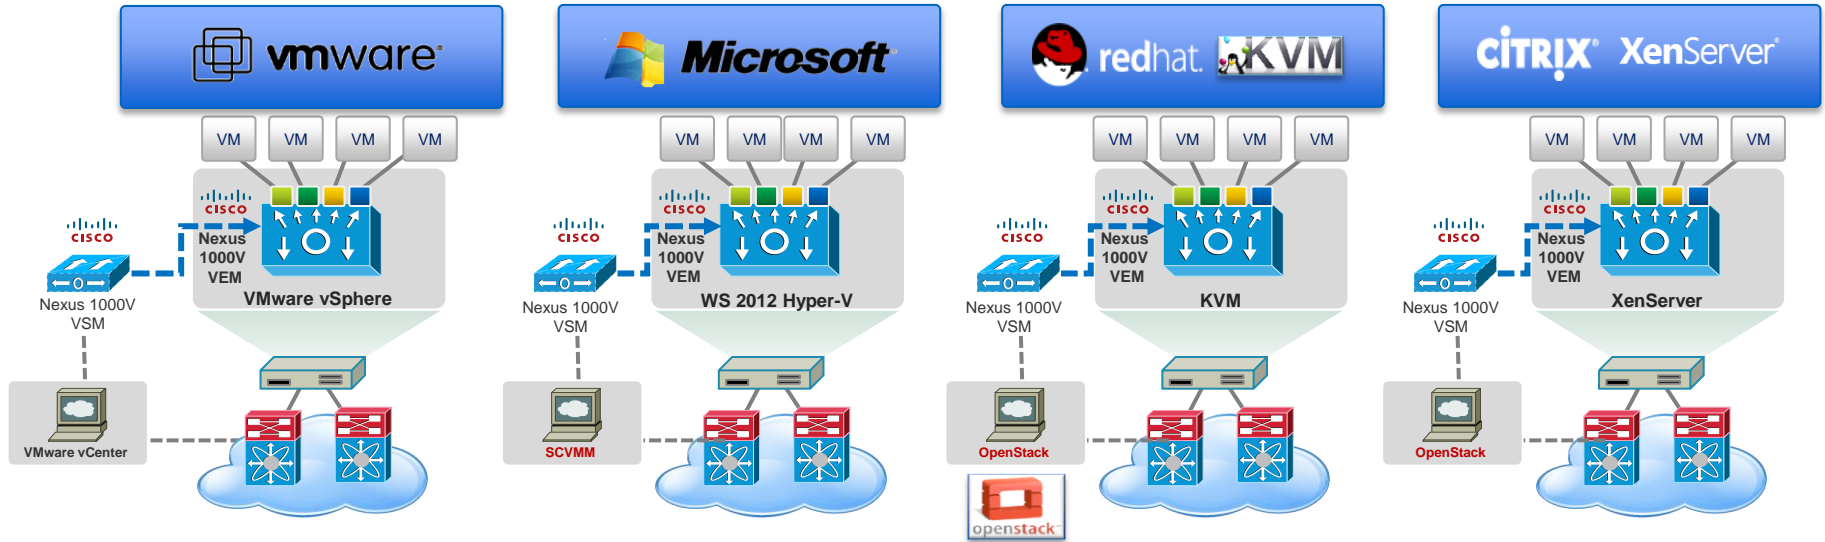 vmware
Microsoft
redhat. KVM
CITRIX XenServer
VM VM VM VM
VM VM VM VM
VM VM VM VM
VM VM VM VM
CISCO
CISCO
Nexus
1000V
VEM
VMware vSphere
Nexus 1000V
VSM
VMware vCenter
CISCO
CISCO
Nexus
1000V
VEM
WS 2012 Hyper-V
Nexus 1000V
VSM
SCVMM
CISCO
CISCO
Nexus
1000V
VEM
KVM
Nexus 1000V
VSM
OpenStack
openstack
CISCO
CISCO
Nexus
1000V
VEM
XenServer
Nexus 1000V
VSM
OpenStack